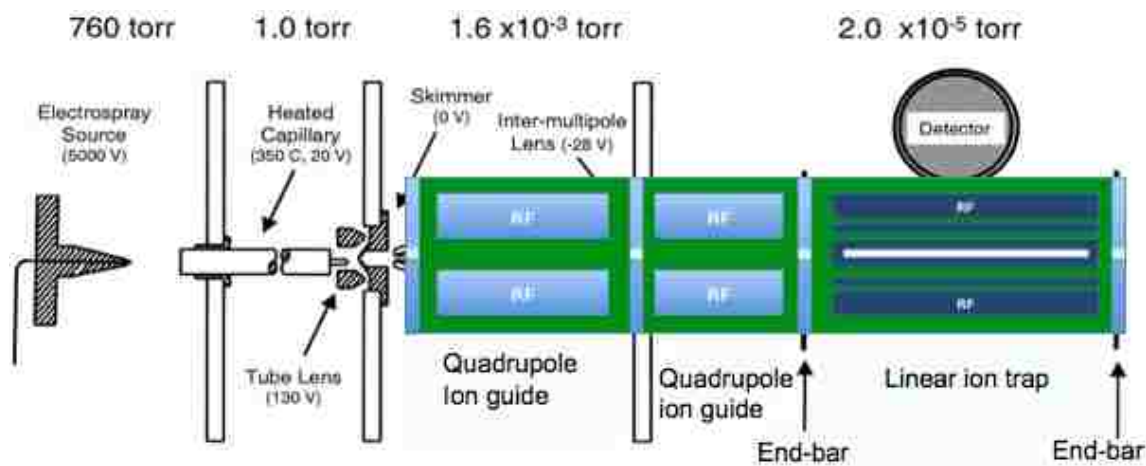 760 torr
1.0 torr
1.6 x10⁻³ torr
2.0 x10⁻⁵ torr
Electrospray
Source
(5000 V)
Heated
Capillary
(350 C, 20 V)
Skimmer
(0 V)
Inter-multipole
Lens (-28 V)
Detector
RF
RF
RF
RF
RF
RF
Tube Lens
(130 V)
Quadrupole
Ion guide
Quadrupole
ion guide
Linear ion trap
End-bar
End-bar